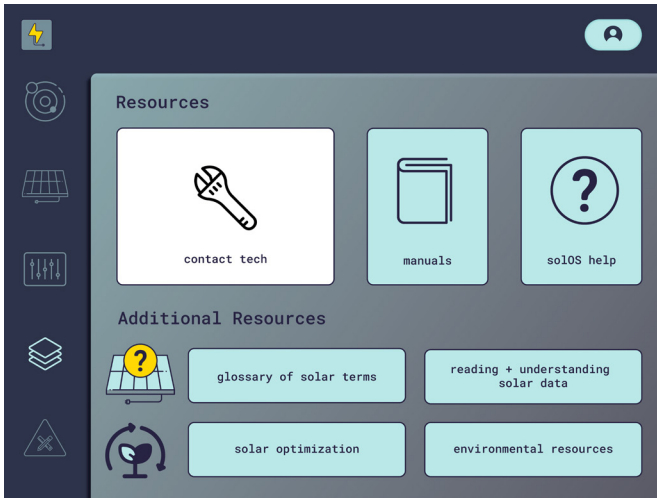 Resources
contact tech
manuals
?
solOS help
Additional Resources
?
glossary of solar terms
reading + understanding
solar data
solar optimization
environmental resources